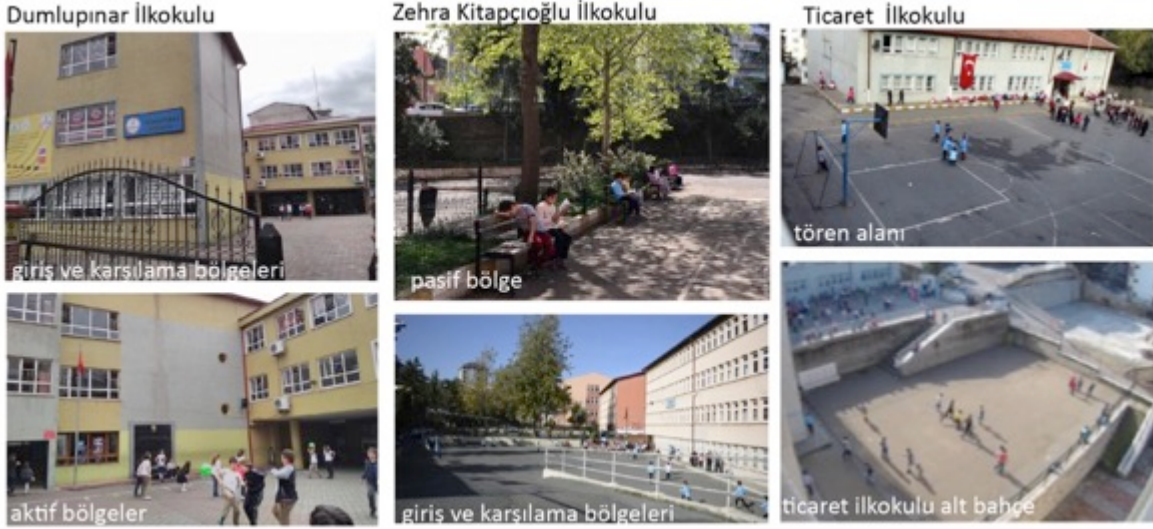 Dumlupınar İlkokulu
Zehra Kitapçıoğlu İlkokulu
Ticaret İlkokulu
giriş ve karşılama bölgeleri
pasif bölge
tören alanı
aktif bölgeler
giriş ve karşılama bölgeleri
ticaret ilkokulu alt bahçe